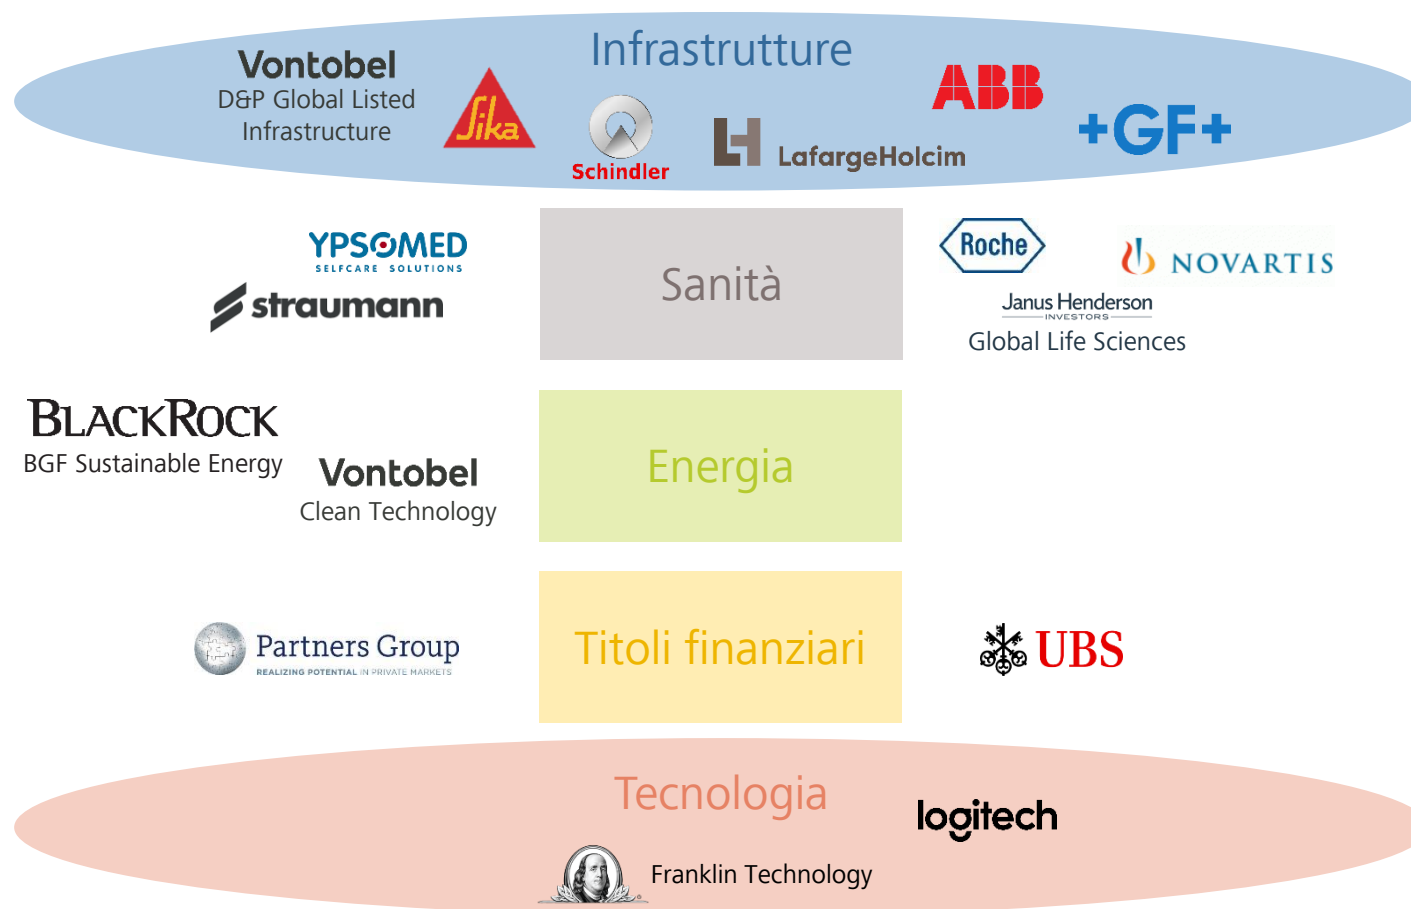 Infrastrutture
Vontobel
D&P Global Listed
Infrastructure
Sika
Schindler
LafargeHolcim
ABB
+GF+
YPSOMED
SELFCARE SOLUTIONS
straumann
Sanità
Roche
NOVARTIS
Janus Henderson
INVESTORS
Global Life Sciences
BLACKROCK
BGF Sustainable Energy
Vontobel
Clean Technology
Energia
Partners Group
REALIZING POTENTIAL IN PRIVATE MARKETS
Titoli finanziari
UBS
Tecnologia
logitech
Franklin Technology